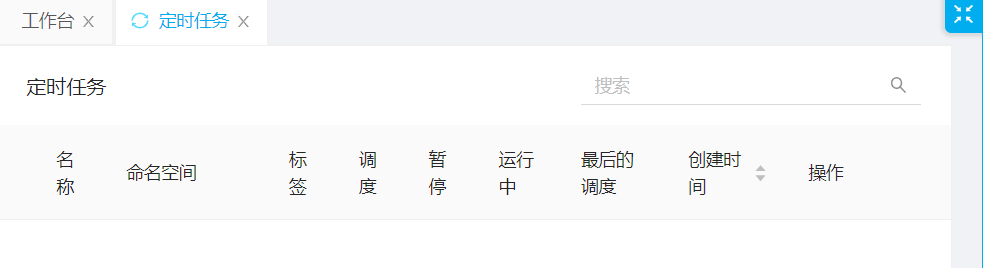 工作台
定时任务
定时任务
搜索
名称
命名空间
标签
调度
暂停
运行中
最后的调度
创建时间
操作